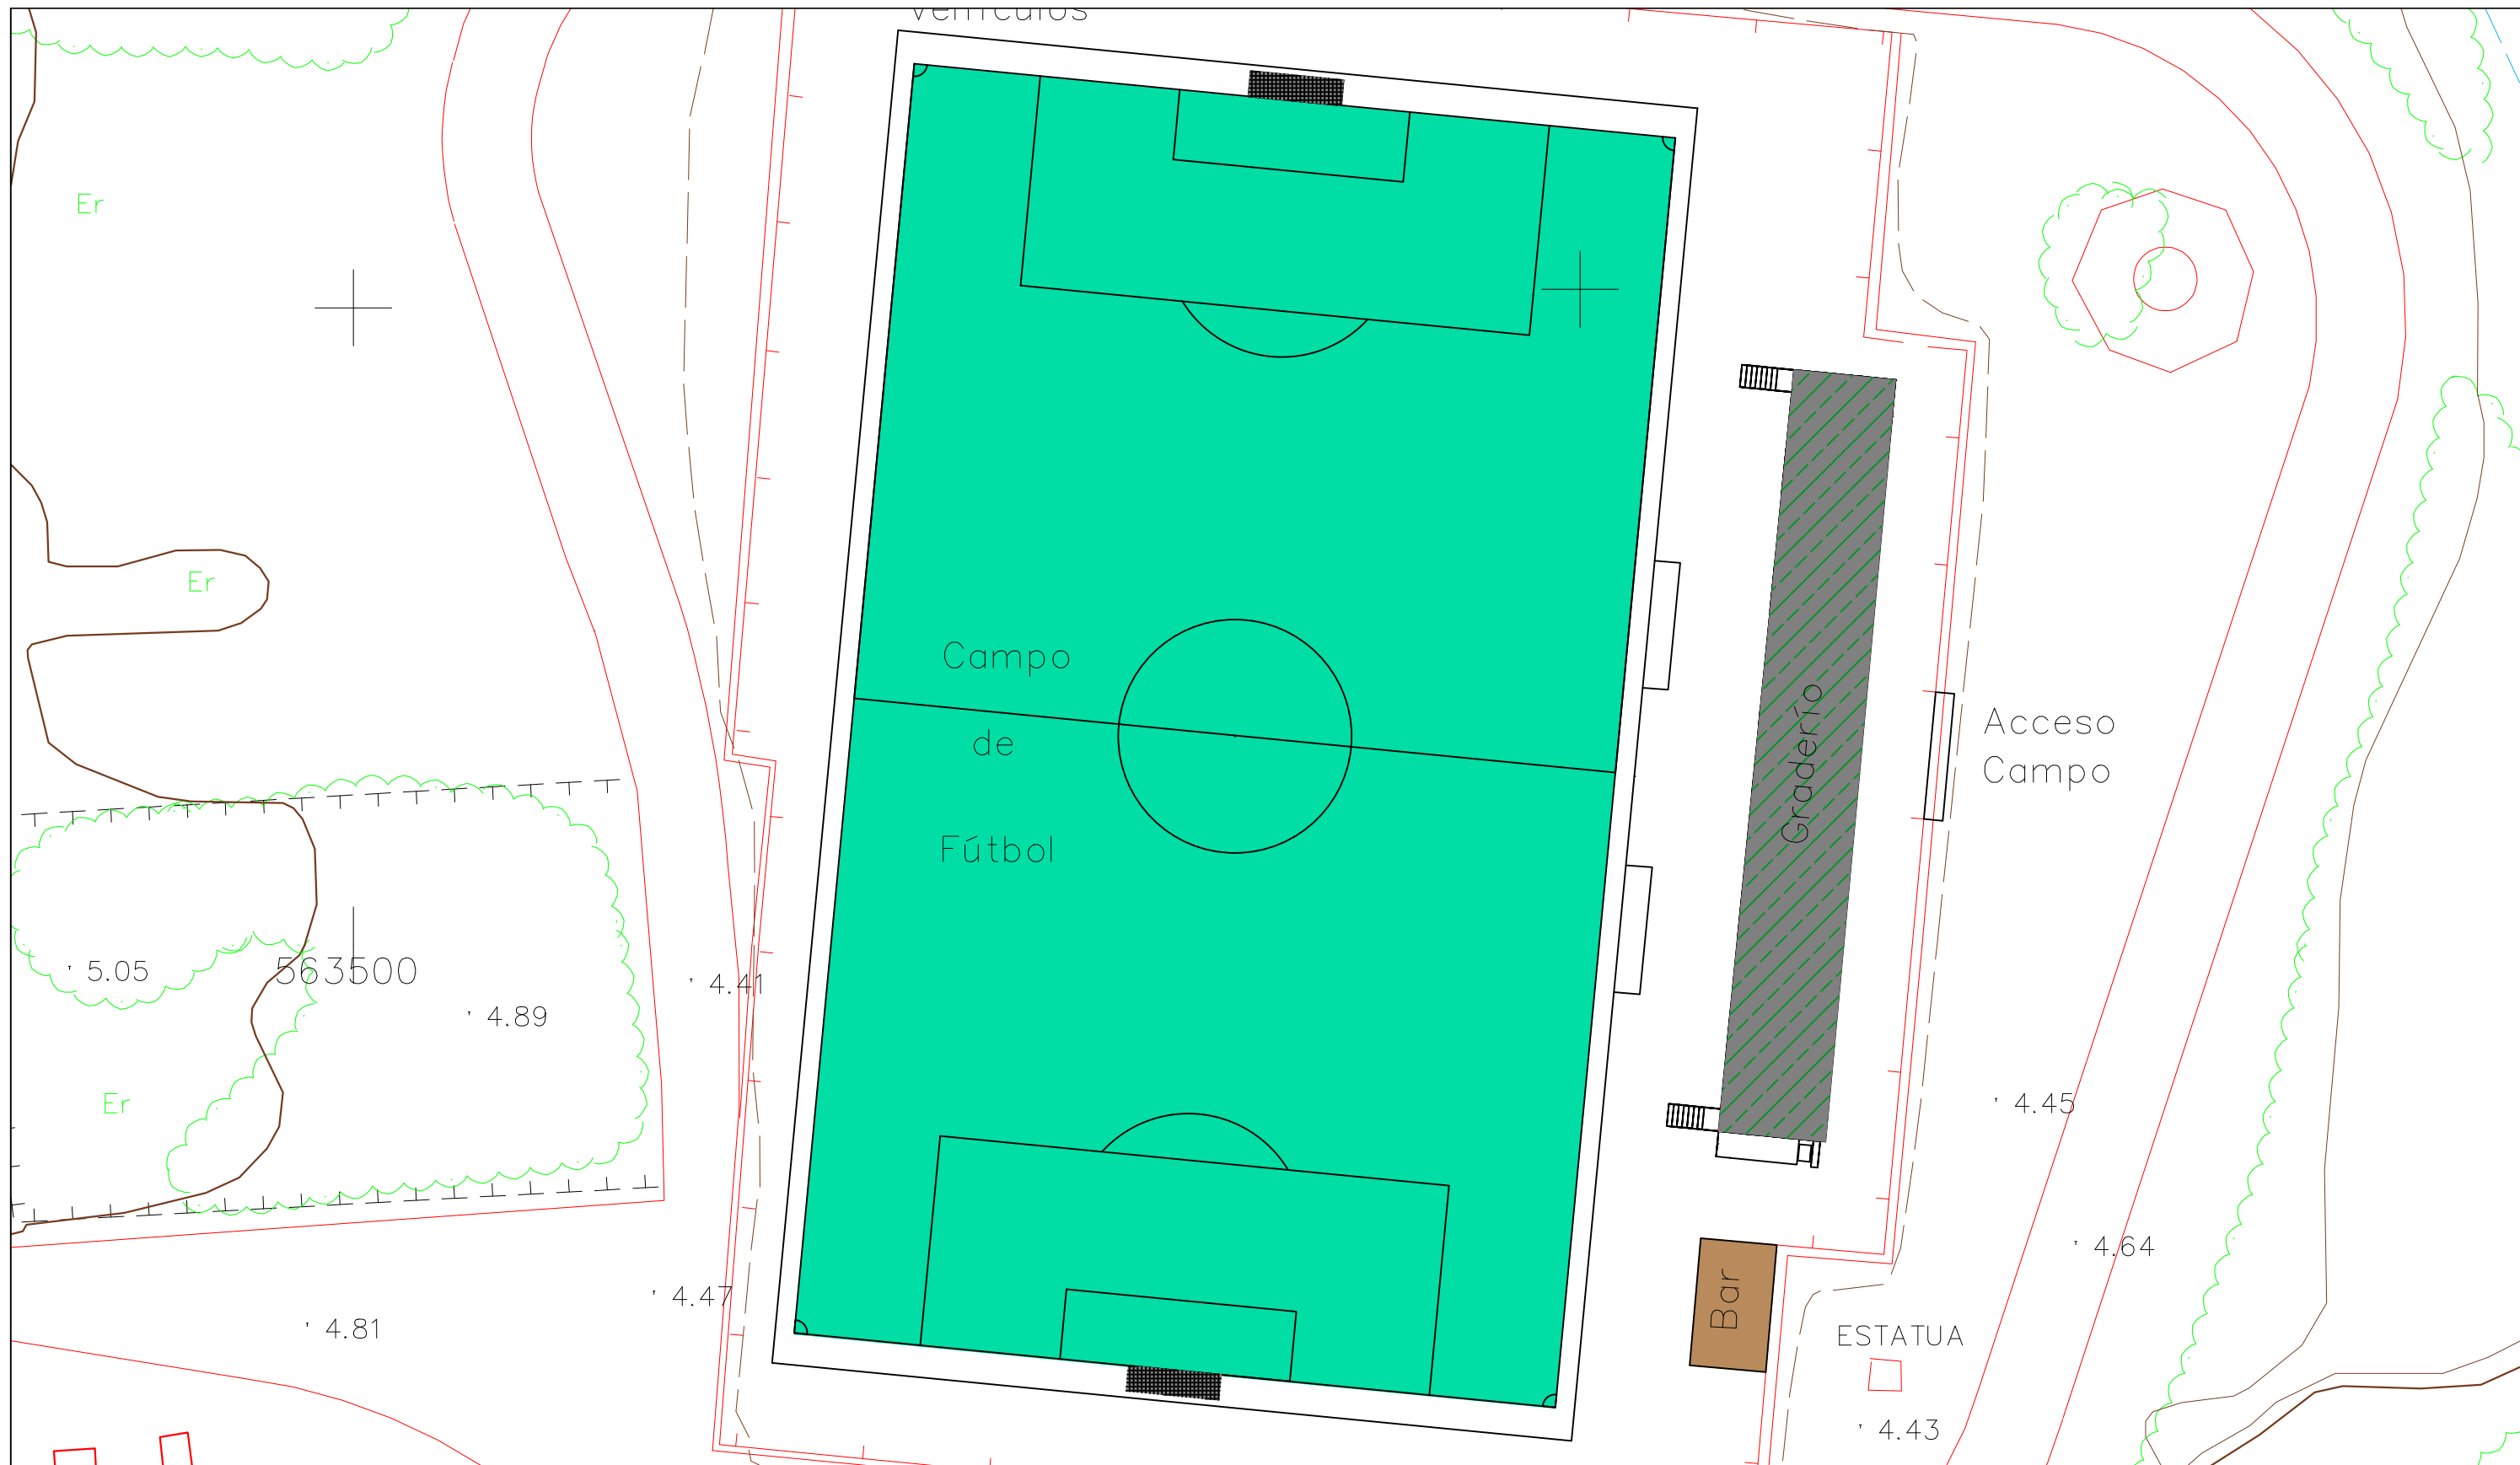 Vehículos
Er
Er
Campo
de
Fútbol
Graderío
Acceso
Campo
5.05
563500
4.41
4.89
Er
4.45
4.64
4.47
4.81
Bar
ESTATUA
4.43